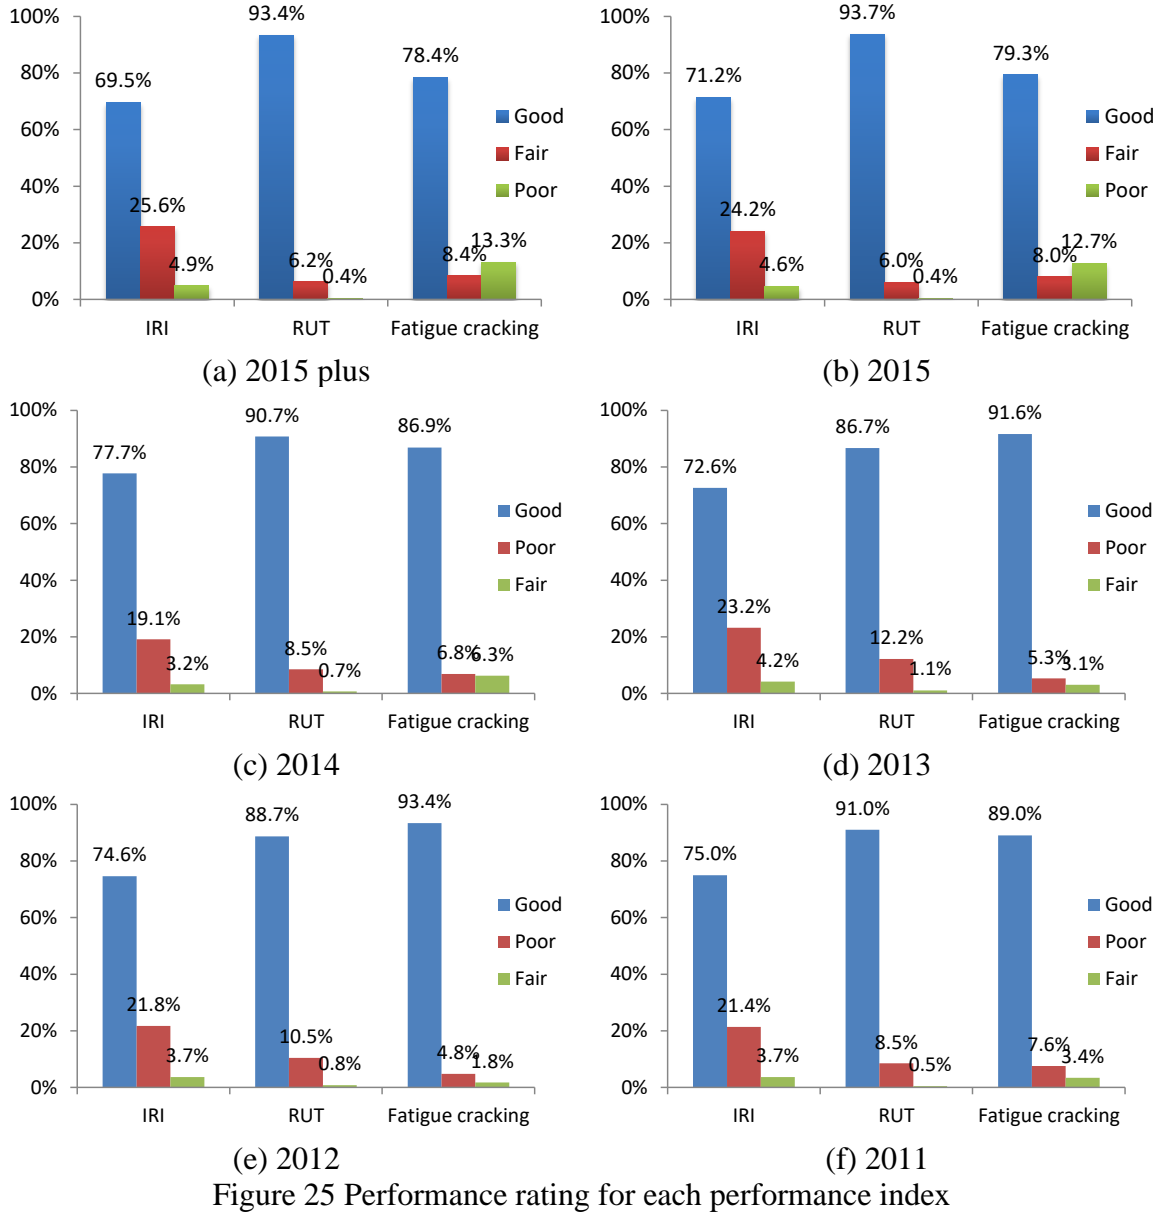 100%
80%
60%
40%
20%
0%
69.5%
25.6%
4.9%
93.4%
6.2%
0.4%
78.4%
8.4%
13.3%
IRI
RUT
Fatigue cracking
Good
Fair
Poor
(a) 2015 plus
100%
80%
60%
40%
20%
0%
71.2%
24.2%
4.6%
93.7%
6.0%
0.4%
79.3%
8.0%
12.7%
IRI
RUT
Fatigue cracking
Good
Fair
Poor
(b) 2015
100%
80%
60%
40%
20%
0%
77.7%
19.1%
3.2%
90.7%
8.5%
0.7%
86.9%
6.8%
6.3%
IRI
RUT
Fatigue cracking
Good
Poor
Fair
(c) 2014
100%
80%
60%
40%
20%
0%
72.6%
23.2%
4.2%
86.7%
12.2%
1.1%
91.6%
5.3%
3.1%
IRI
RUT
Fatigue cracking
Good
Poor
Fair
(d) 2013
100%
80%
60%
40%
20%
0%
74.6%
21.8%
3.7%
88.7%
10.5%
0.8%
93.4%
4.8%
1.8%
IRI
RUT
Fatigue cracking
Good
Poor
Fair
(e) 2012
100%
80%
60%
40%
20%
0%
75.0%
21.4%
3.7%
91.0%
8.5%
0.5%
89.0%
7.6%
3.4%
IRI
RUT
Fatigue cracking
Good
Poor
Fair
(f) 2011
Figure 25 Performance rating for each performance index